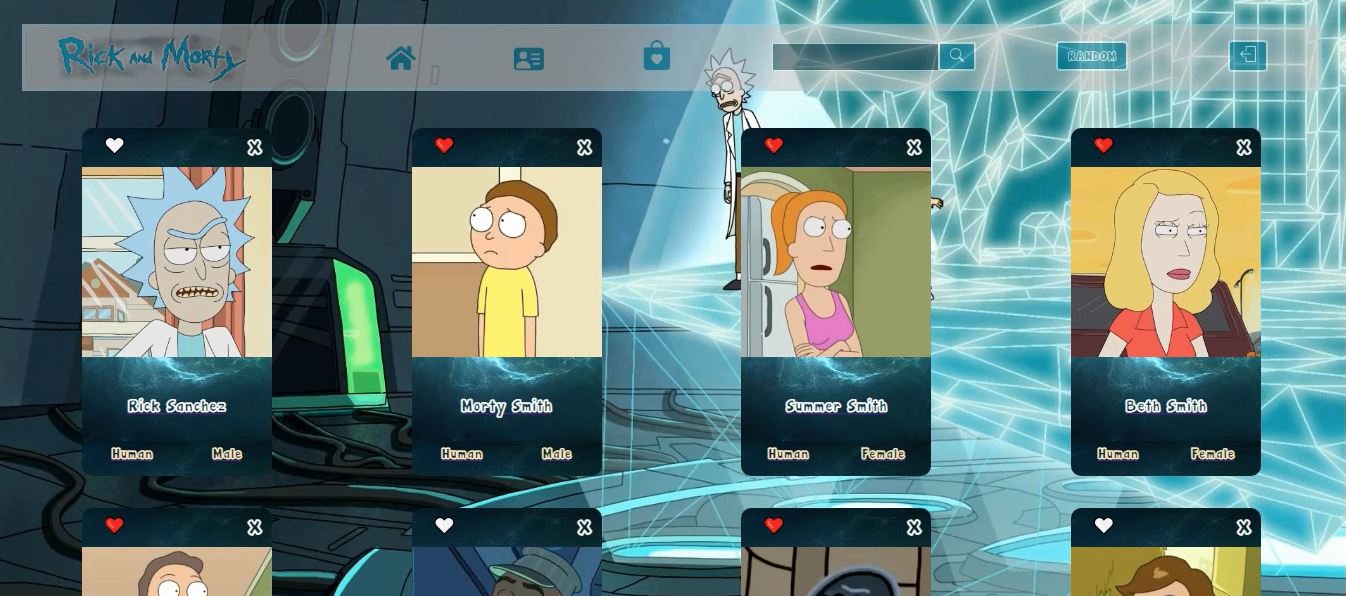 Rick and Morty
RANDOM
X
X
X
X
Rick Sanchez
Morty Smith
Summer Smith
Beth Smith
Human Male
Human Male
Human Female
Human Female
X
X
X
X